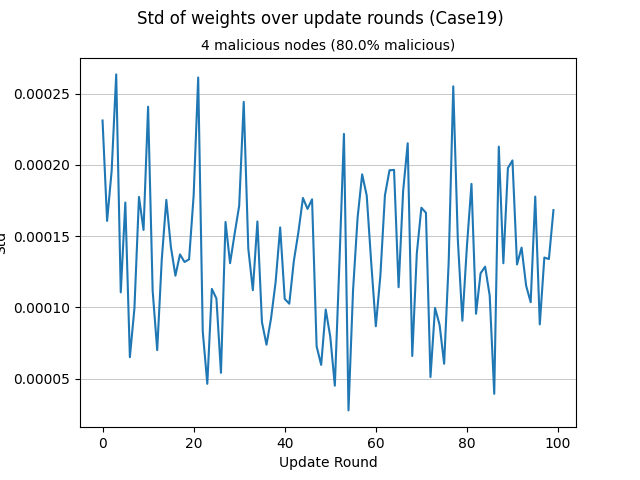 Std of weights over update rounds (Case19)
4 malicious nodes (80.0% malicious)
0.00025
0.00020
0.00015
0.00010
0.00005
Std
0
20
40
60
80
100
Update Round